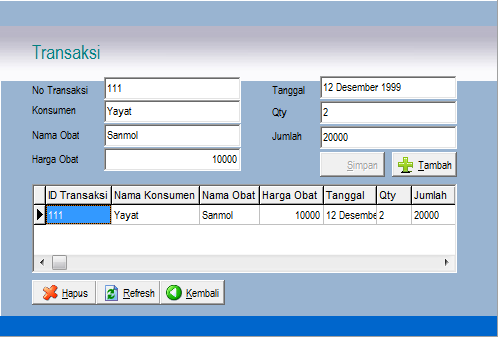 Transaksi
No Transaksi 111 Tanggal 12 Desember 1999
Konsumen Yayat Qty 2
Nama Obat Sanmol Jumlah 20000
Harga Obat 10000
Simpan Tambah
ID Transaksi Nama Konsumen Nama Obat Harga Obat Tanggal Qty Jumlah
111 Yayat Sanmol 10000 12 Desembe 2 20000
Hapus Refresh Kembali